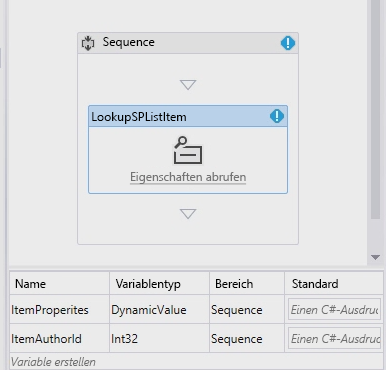 Sequence
LookupSPListItem
Eigenschaften abrufen
Name Variablentyp Bereich Standard
ItemProperites DynamicValue Sequence Einen C#-Ausdruc
ItemAuthorId Int32 Sequence Einen C#-Ausdruc
Variable erstellen